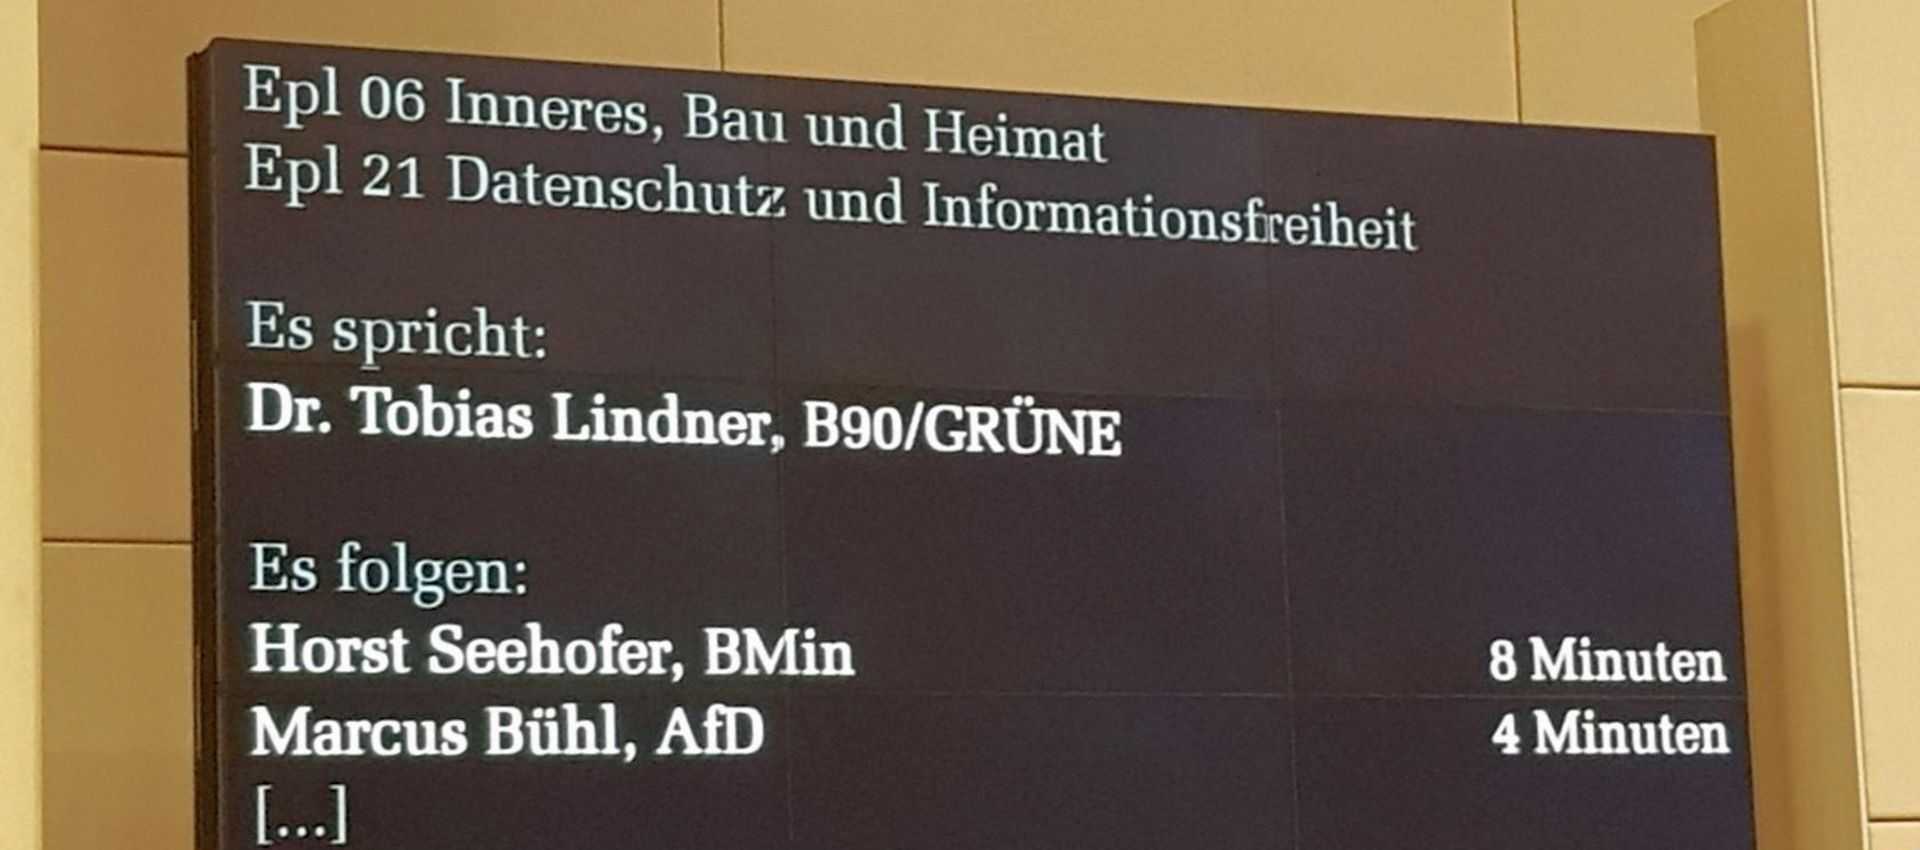 Epl 06 Inneres, Bau und Heimat
Epl 21 Datenschutz und Informationsfreiheit
Es spricht:
Dr. Tobias Lindner, B90/GRÜNE
Es folgen:
Horst Seehofer, BMin 8 Minuten
Marcus Bühl, AfD 4 Minuten
[...]